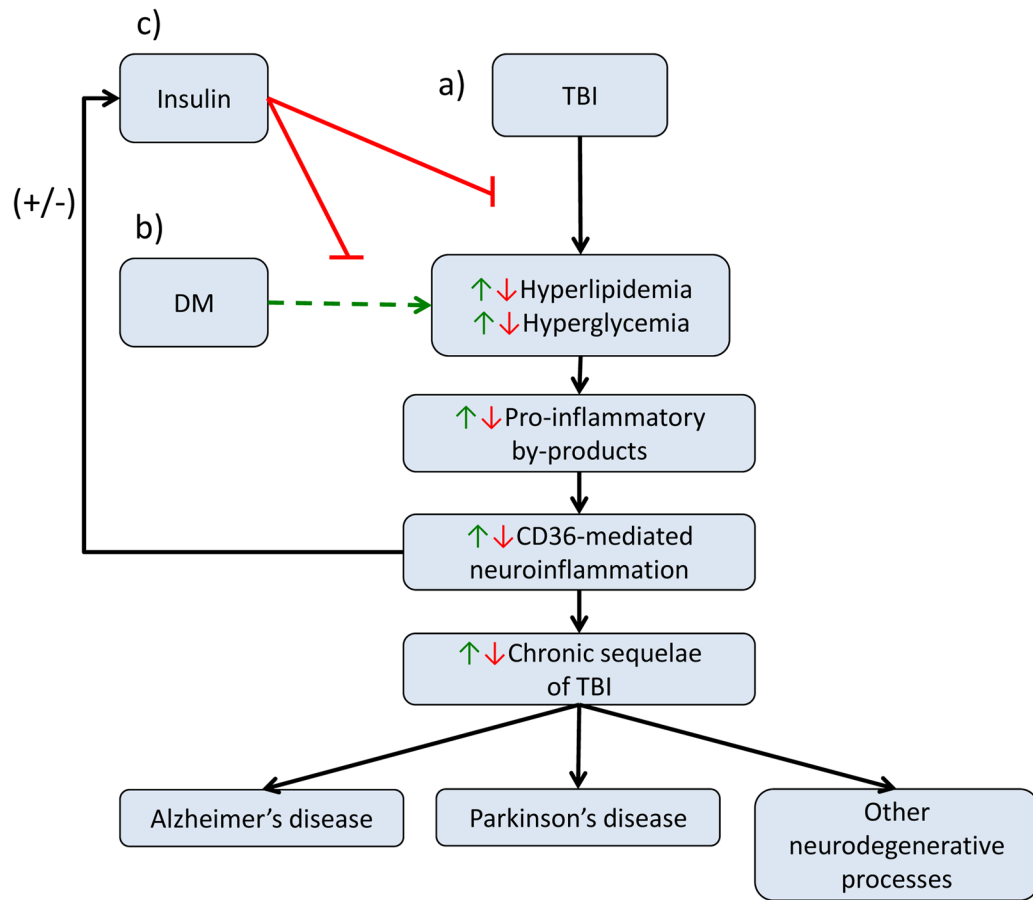 c)
Insulin
a)
TBI
(+/-)
b)
DM
↑↓Hyperlipidemia
↑↓Hyperglycemia
↑↓Pro-inflammatory
by-products
↑↓CD36-mediated
neuroinflammation
↑↓Chronic sequelae
of TBI
Alzheimer’s disease
Parkinson’s disease
Other
neurodegenerative
processes